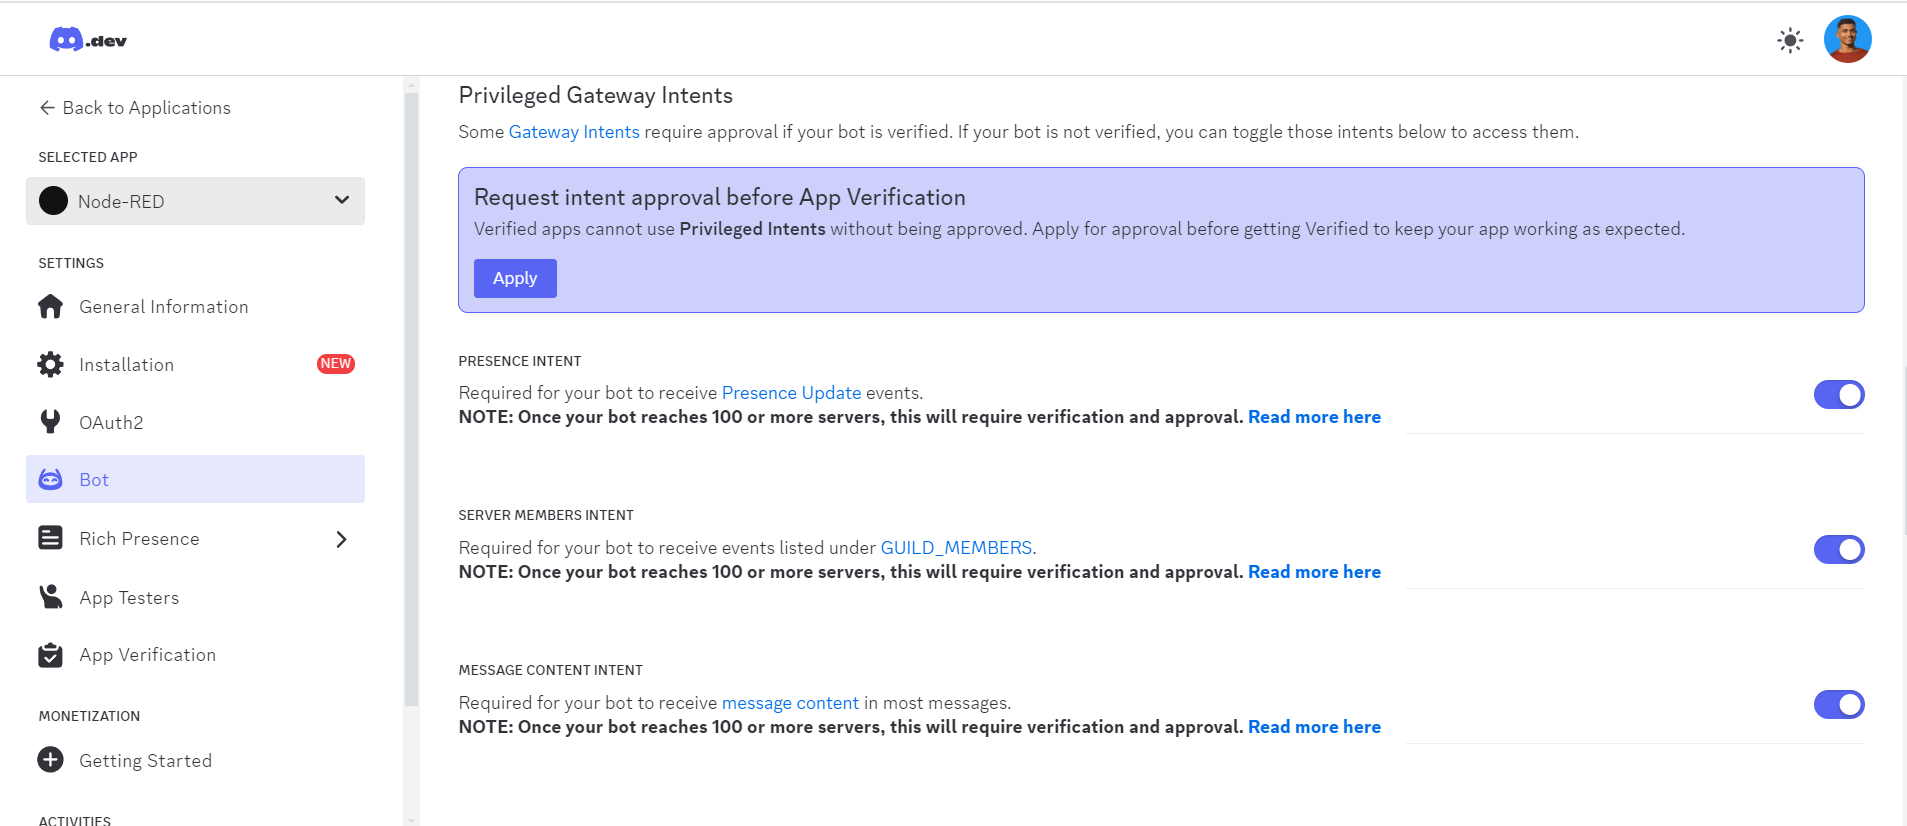 .dev
Back to Applications
SELECTED APP
Node-RED
SETTINGS
General Information
Installation
NEW
OAuth2
Bot
Rich Presence
App Testers
App Verification
MONETIZATION
Getting Started
ACTIVITIES
Privileged Gateway Intents
Some Gateway Intents require approval if your bot is verified. If your bot is not verified, you can toggle those intents below to access them.
Request intent approval before App Verification
Verified apps cannot use Privileged Intents without being approved. Apply for approval before getting Verified to keep your app working as expected.
Apply
PRESENCE INTENT
Required for your bot to receive Presence Update events.
NOTE: Once your bot reaches 100 or more servers, this will require verification and approval. Read more here
SERVER MEMBERS INTENT
Required for your bot to receive events listed under GUILD_MEMBERS.
NOTE: Once your bot reaches 100 or more servers, this will require verification and approval. Read more here
MESSAGE CONTENT INTENT
Required for your bot to receive message content in most messages.
NOTE: Once your bot reaches 100 or more servers, this will require verification and approval. Read more here